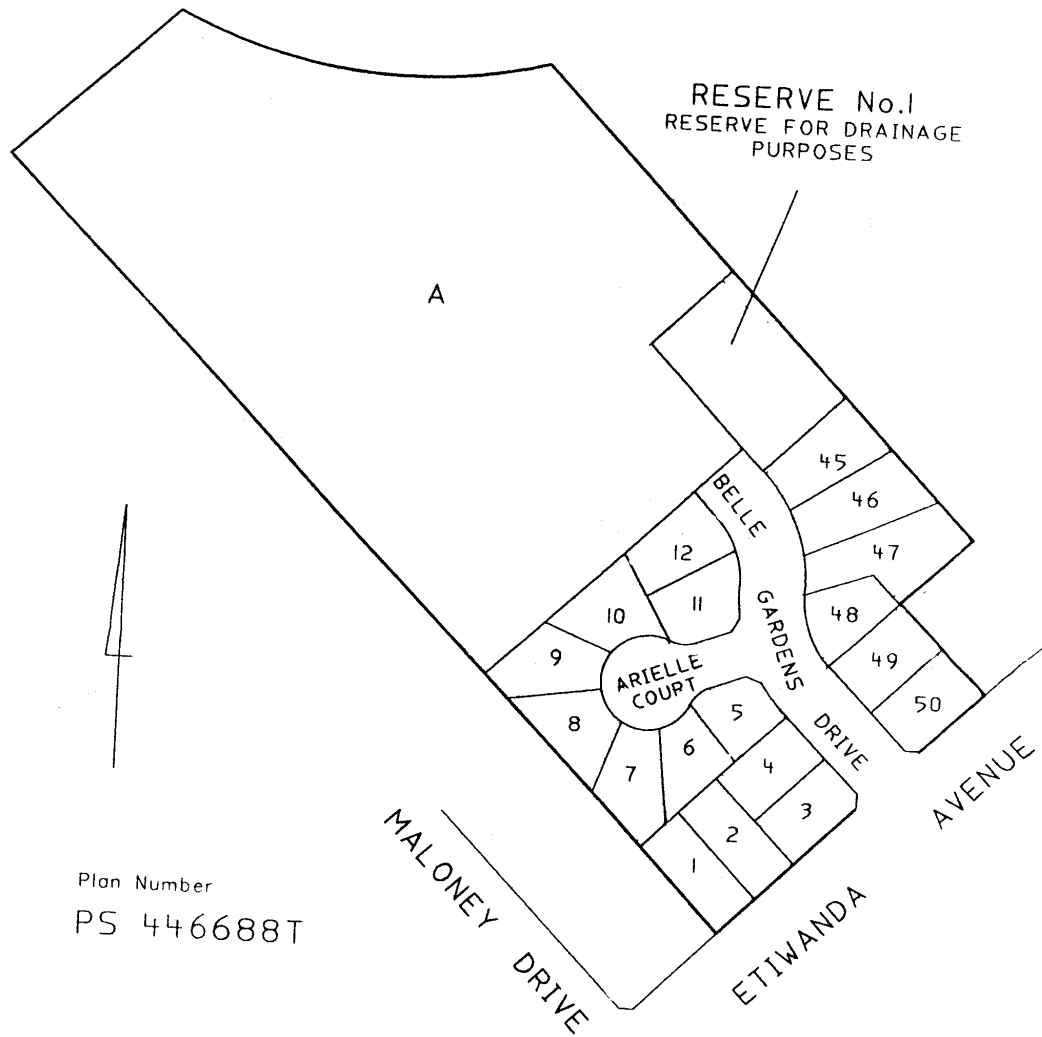 RESERVE No.1
RESERVE FOR DRAINAGE
PURPOSES
A
45
46
47
48
49
50
BELLE
GARDENS
DRIVE
12
11
10
9
8
7
6
5
4
3
2
1
ARIELLE
COURT
MALONEY
DRIVE
ETIWANDA
AVENUE
Plan Number
PS 446688T